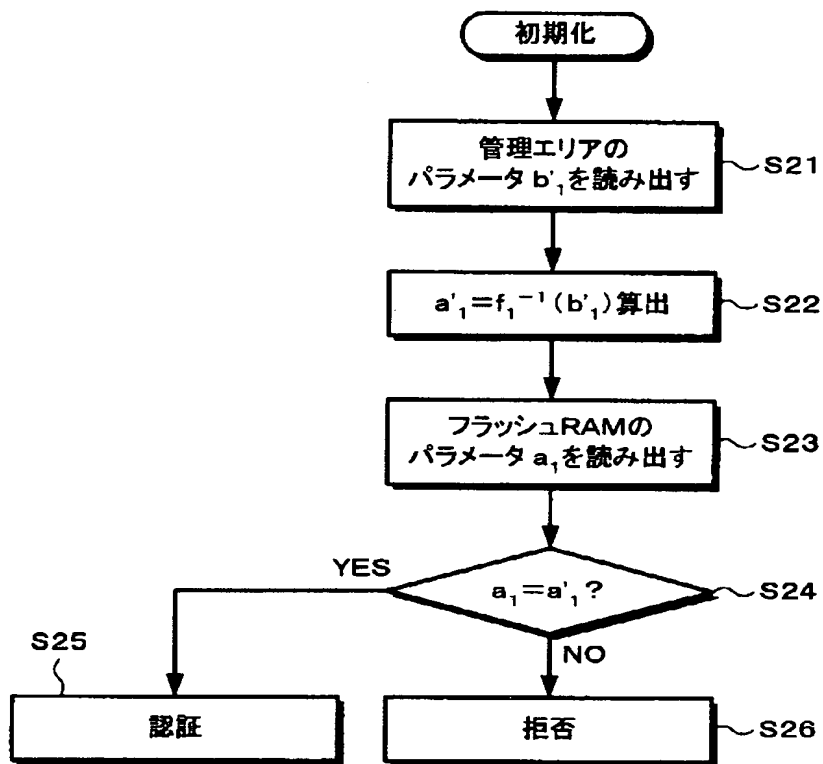 初期化
管理エリアの
パラメータb'₁を読み出す
S21
a'₁=f₁⁻¹(b'₁)算出
S22
フラッシュRAMの
パラメータa₁を読み出す
S23
YES
a₁=a'₁?
S24
NO
S25
認証
拒否
S26